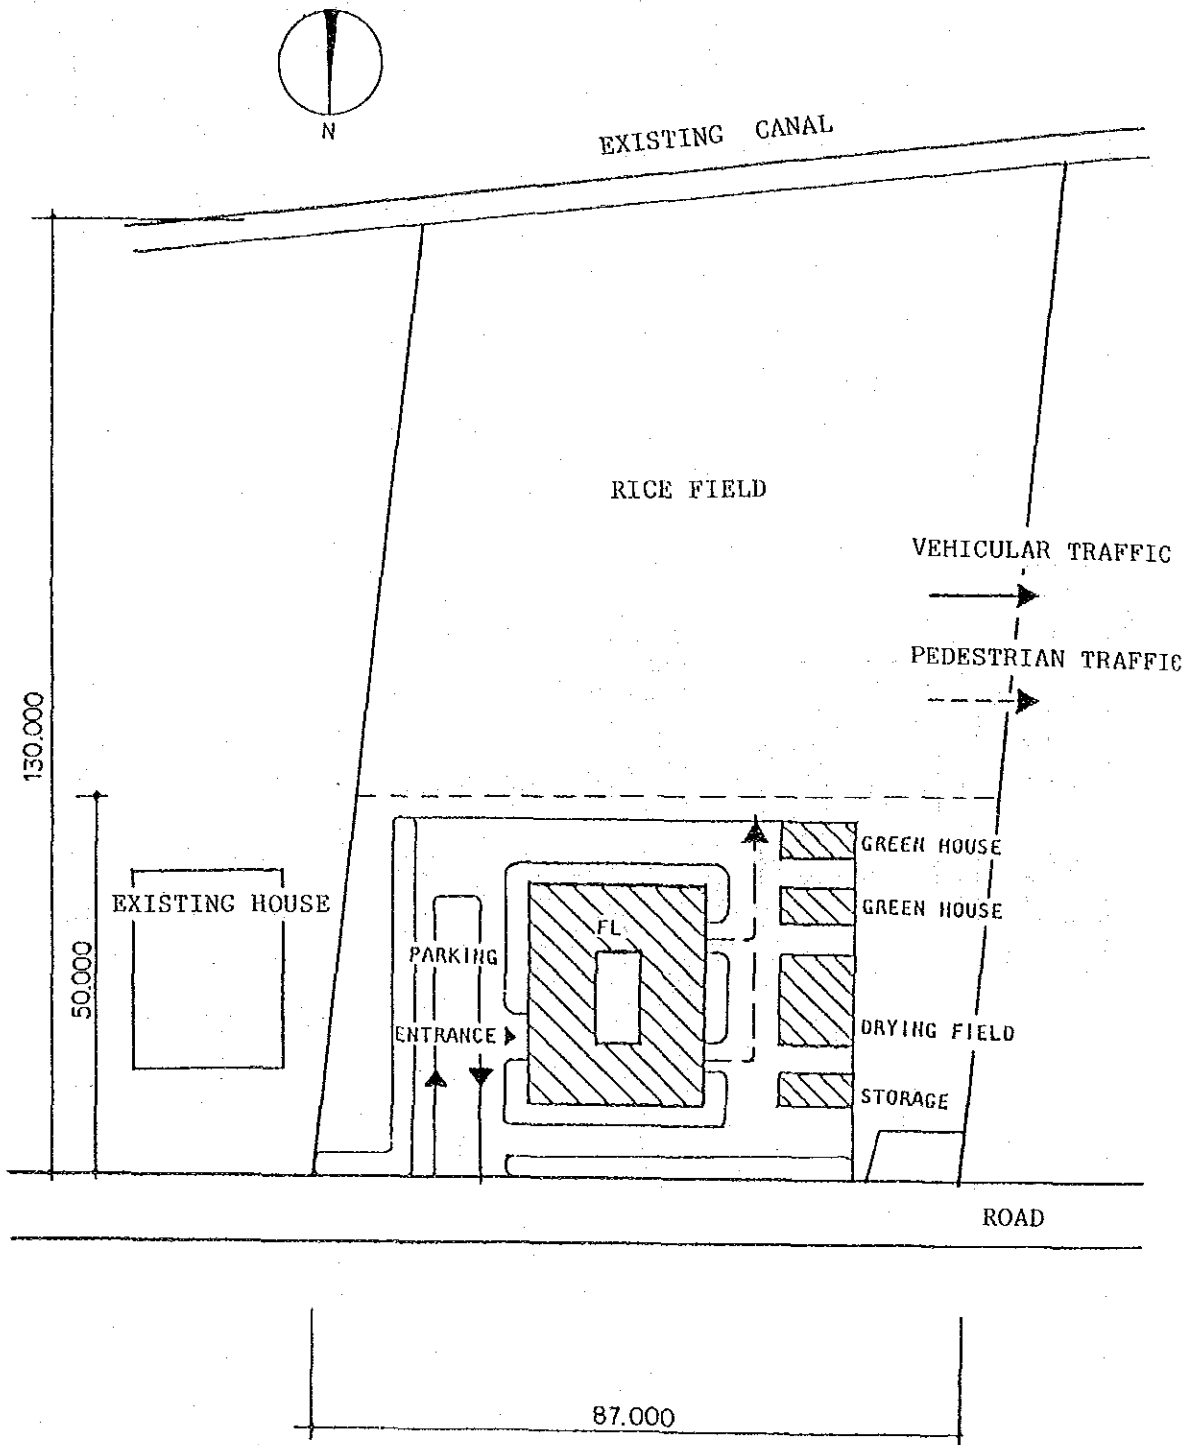 N
EXISTING CANAL
RICE FIELD
VEHICULAR TRAFFIC
PEDESTRIAN TRAFFIC
130.000
50.000
GREEN HOUSE
EXISTING HOUSE
GREEN HOUSE
FL
PARKING
ENTRANCE
DRYING FIELD
STORAGE
ROAD
87.000